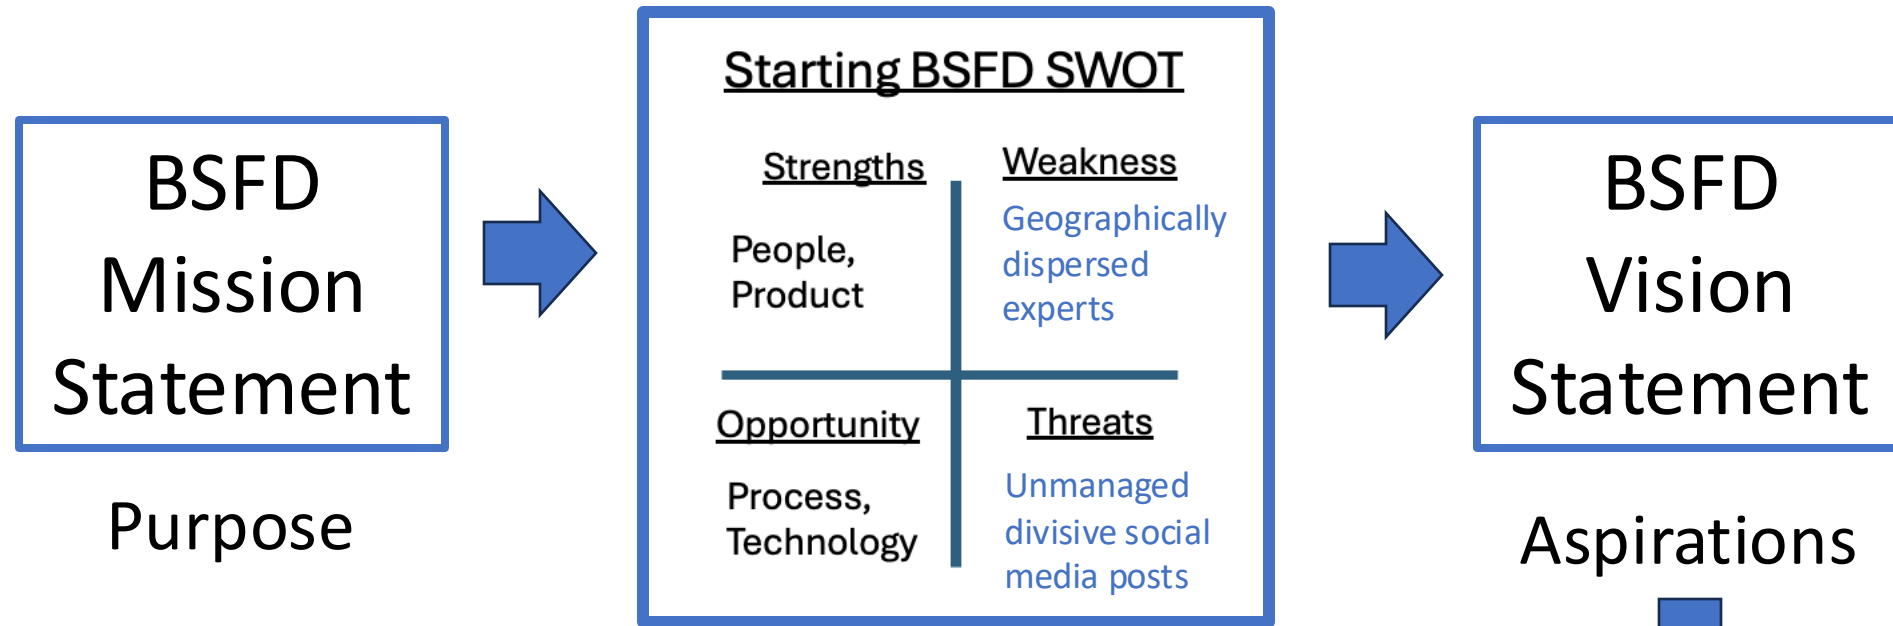 BSFD
Mission
Statement
Purpose
Starting BSFD SWOT
Strengths
People,
Product
Weakness
Geographically
dispersed
experts
Opportunity
Process,
Technology
Threats
Unmanaged
divisive social
media posts
BSFD
Vision
Statement
Aspirations